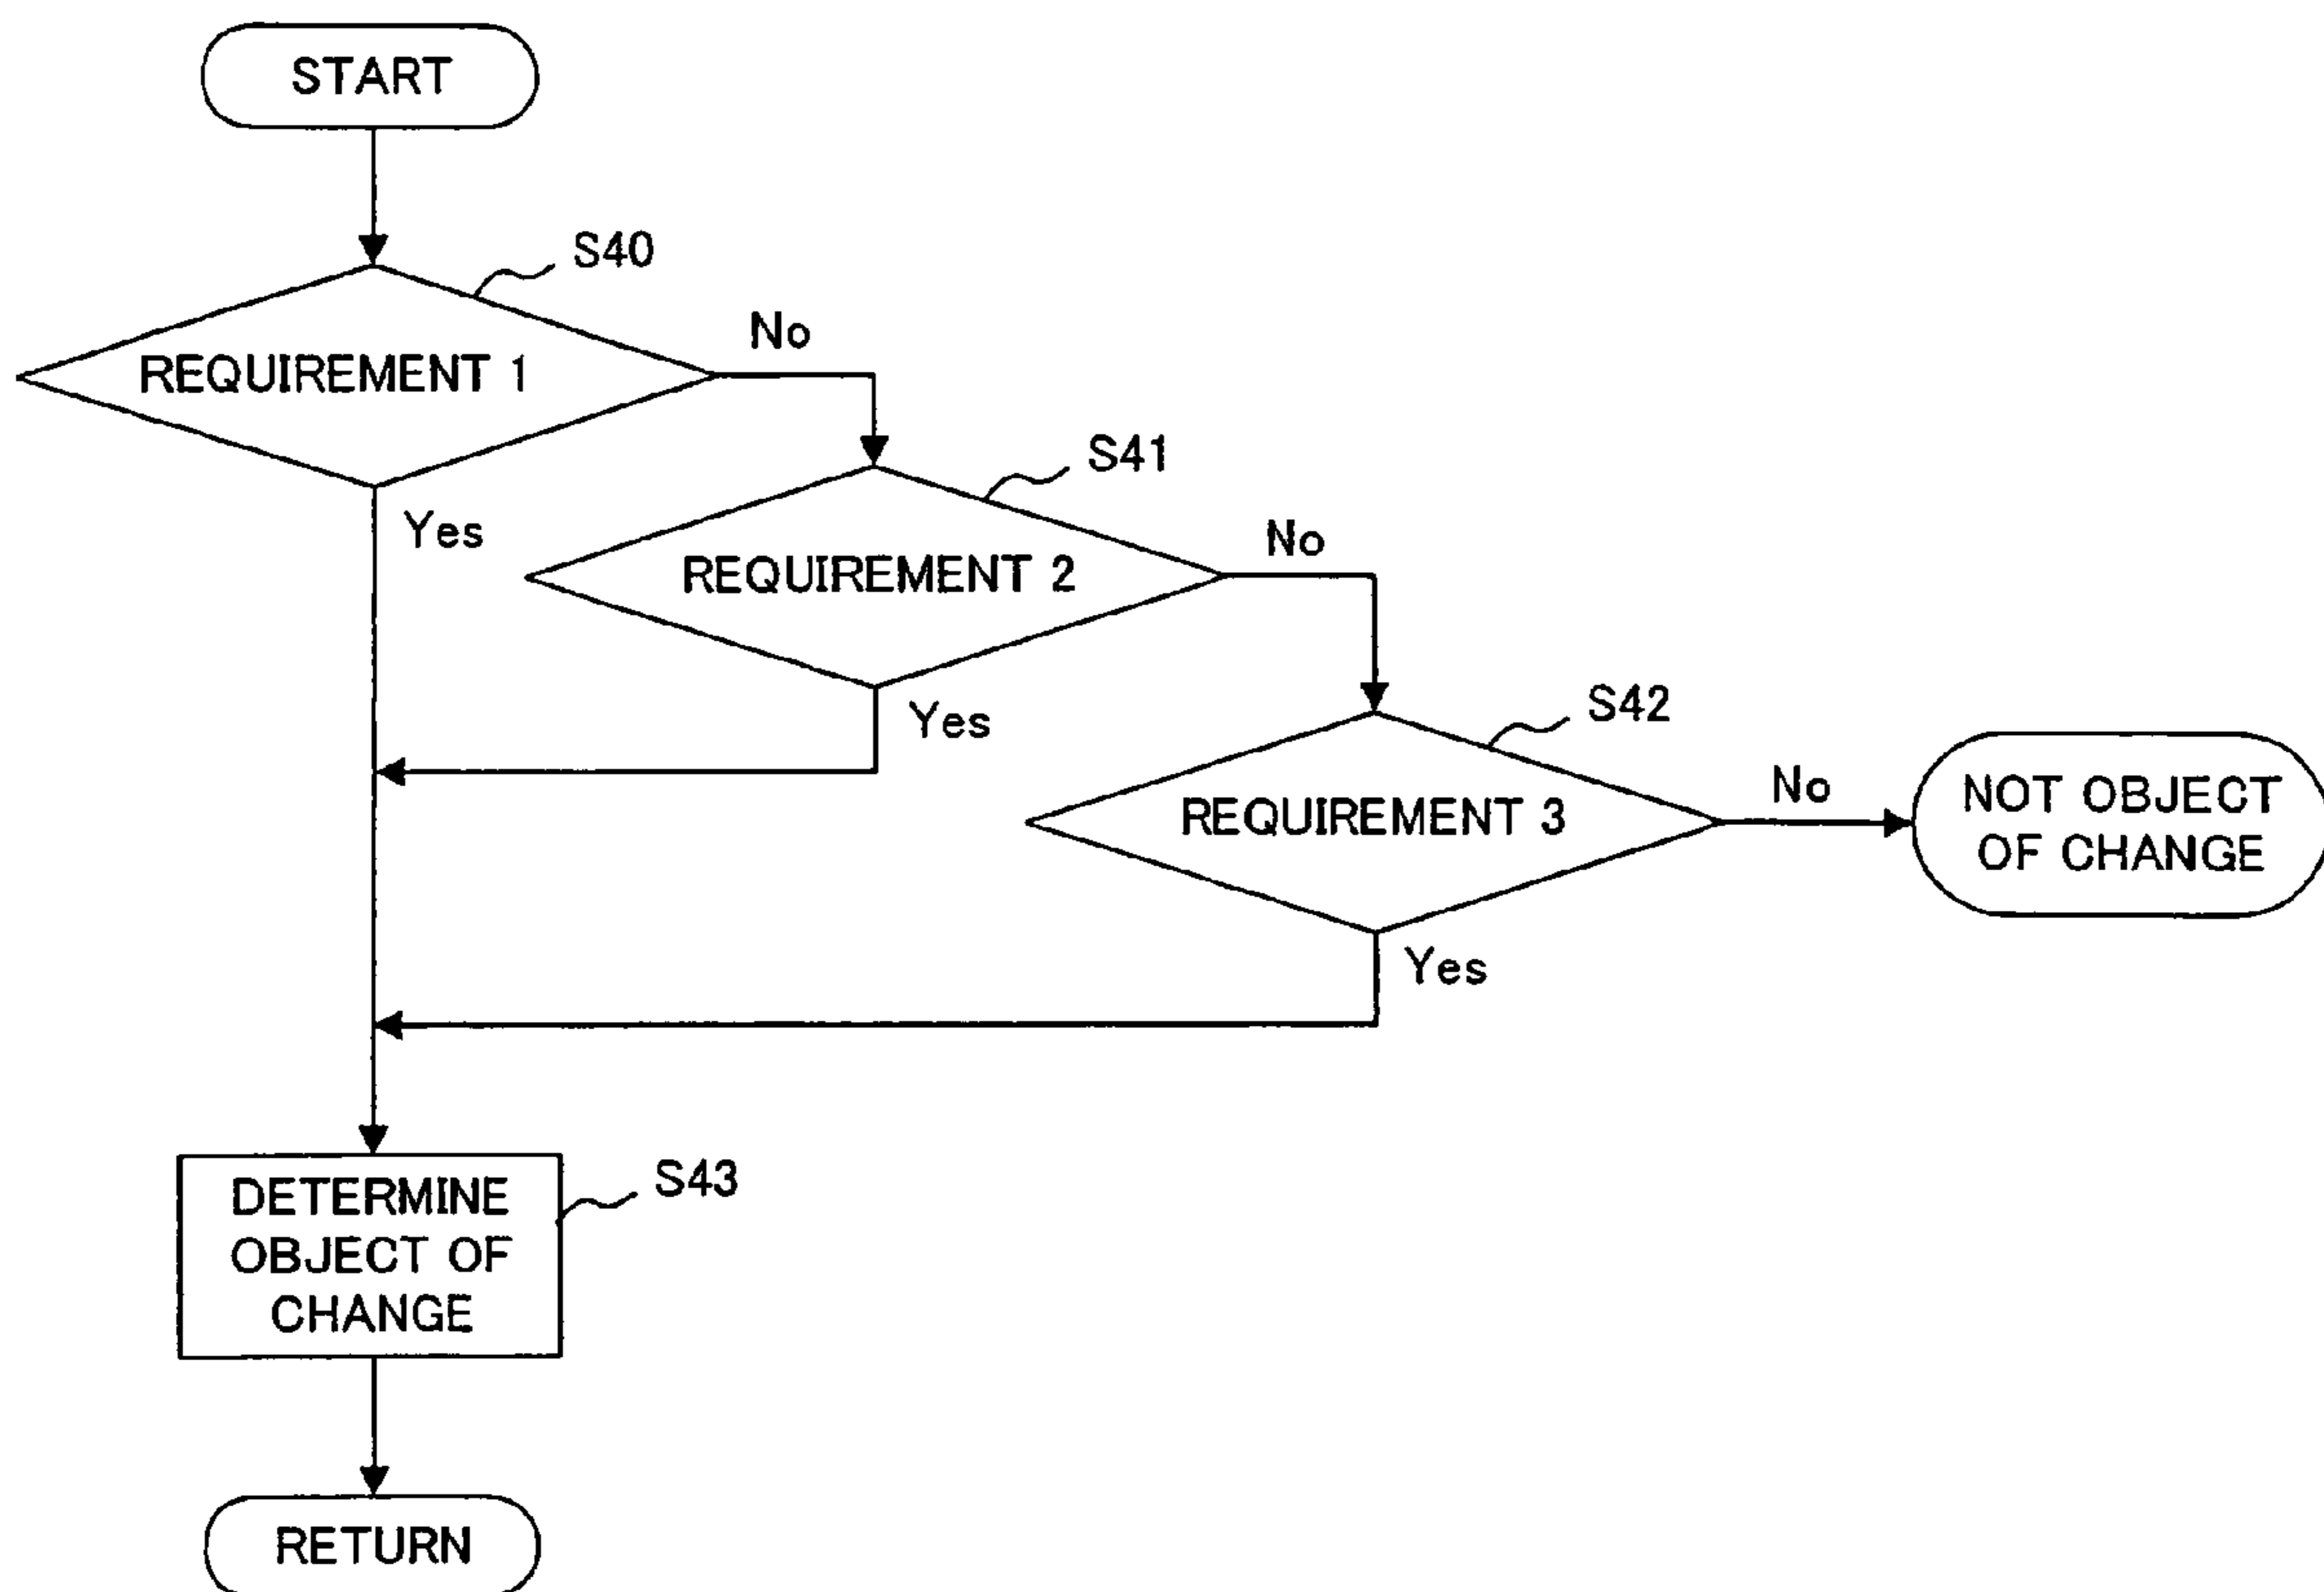 START
S40
REQUIREMENT 1
No
Yes
S41
REQUIREMENT 2
No
Yes
S42
REQUIREMENT 3
No
Yes
NOT OBJECT
OF CHANGE
S43
DETERMINE
OBJECT OF
CHANGE
RETURN